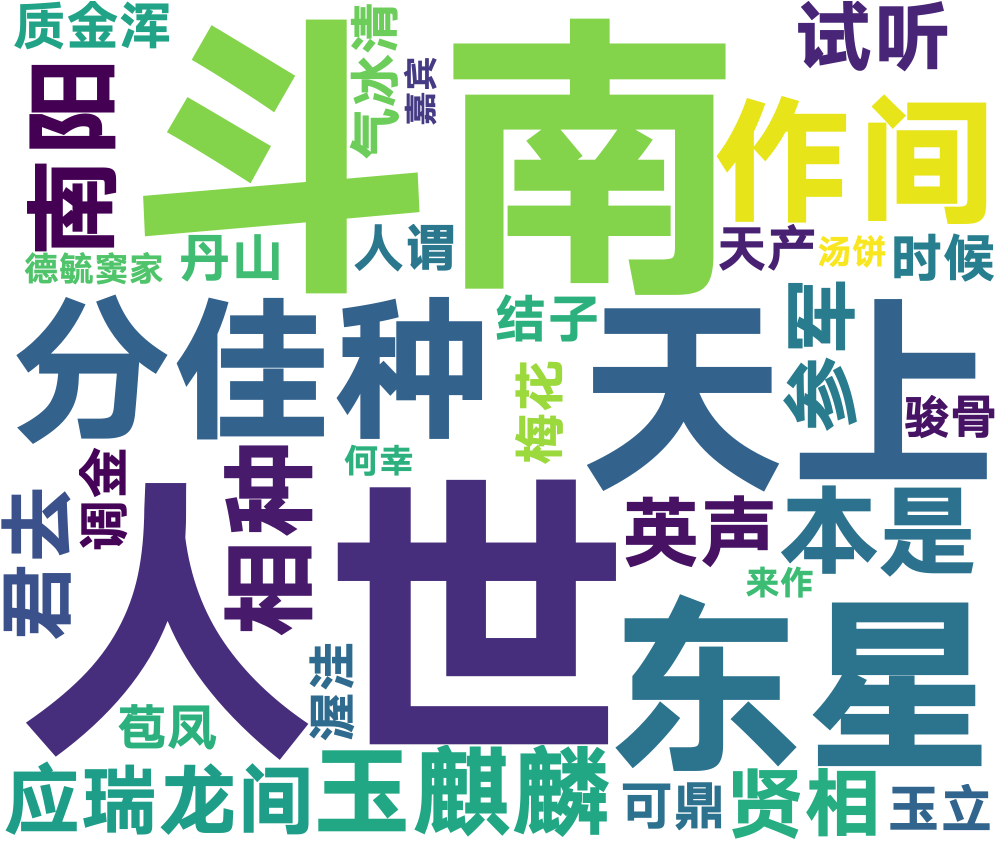 质金浑
斗南
气冰清
嘉宾
试听
南阳
作间
德毓窦家
丹山
人谓
天产
汤饼
时候
分佳种
结子
天上
参军
梅花
骏骨
何幸
调金
相种
君去
人世
英声
本是
来作
东星
渥洼
苞凤
应瑞龙间
玉麒麟
可鼎
贤相
玉立